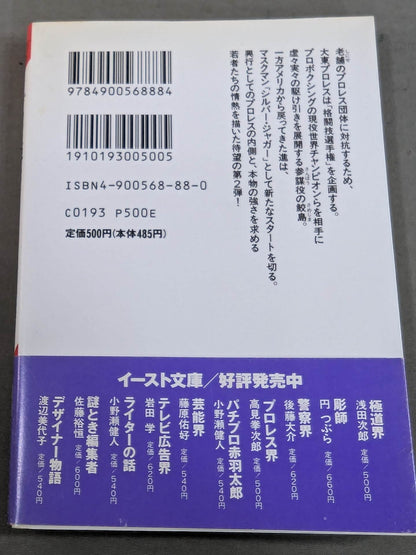 老舗のプロレス団体に対抗するため、
大東プロレスは「格闘技選手権」を企画する。
プロボクシングの現役世界チャンピオンらを相手に
虚々実々の駆け引きを展開する参謀役の鮫島。
一方アメリカから戻ってきた進は、
マスクマン「シルバー・ジャガー」として新たなスタートを切る。
興行としてのプロレスの内側と、本物の強さを求める
若者たちの情熱を描いた待望の第2弾!
9784900568884
1910193005005
ISBN4-900568-88-0
C0193 P500E
定価500円(本体485円)
イースト文庫/好評発売中
極道界
浅田次郎 定価/500円
彫師
円 つぶら 定価/660円
警察界
後藤大介 定価/620円
プロレス界
高見孝次郎 定価/500円
パチプロ赤羽太郎
小野瀬健人 定価/540円
芸能界
藤原佑好 定価/540円
テレビ広告界
岩田 学 定価/620円
ライターの話
小野瀬健人 定価/540円
謎とき編集者
佐藤裕恒 定価/600円
デザイナー物語
渡辺美代子 定価/540円